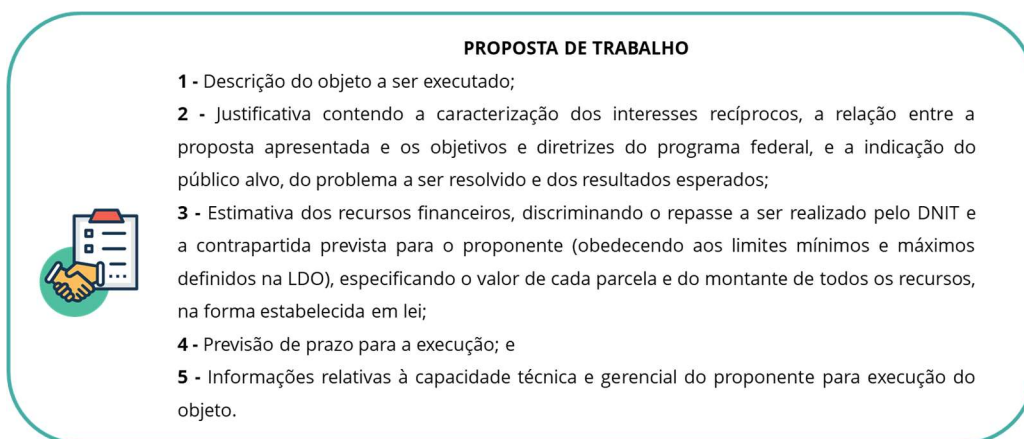 PROPOSTA DE TRABALHO
1 - Descrição do objeto a ser executado;
2 - Justificativa contendo a caracterização dos interesses recíprocos, a relação entre a
proposta apresentada e os objetivos e diretrizes do programa federal, e a indicação do
público alvo, do problema a ser resolvido e dos resultados esperados;
3 - Estimativa dos recursos financeiros, discriminando o repasse a ser realizado pelo DNIT e
a contrapartida prevista para o proponente (obedecendo aos limites mínimos e máximos
definidos na LDO), especificando o valor de cada parcela e do montante de todos os recursos,
na forma estabelecida em lei;
4 - Previsão de prazo para a execução; e
5 - Informações relativas à capacidade técnica e gerencial do proponente para execução do
objeto.